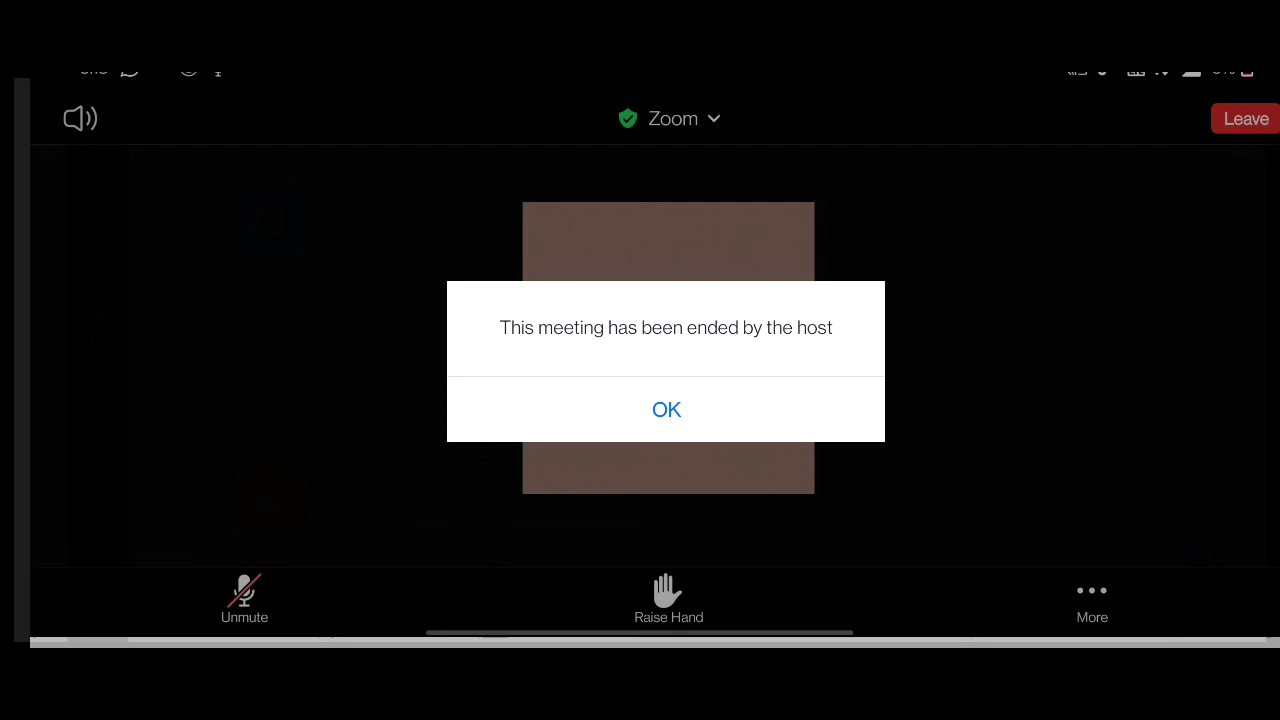 Zoom
Leave
This meeting has been ended by the host
OK
Unmute
Raise Hand
More